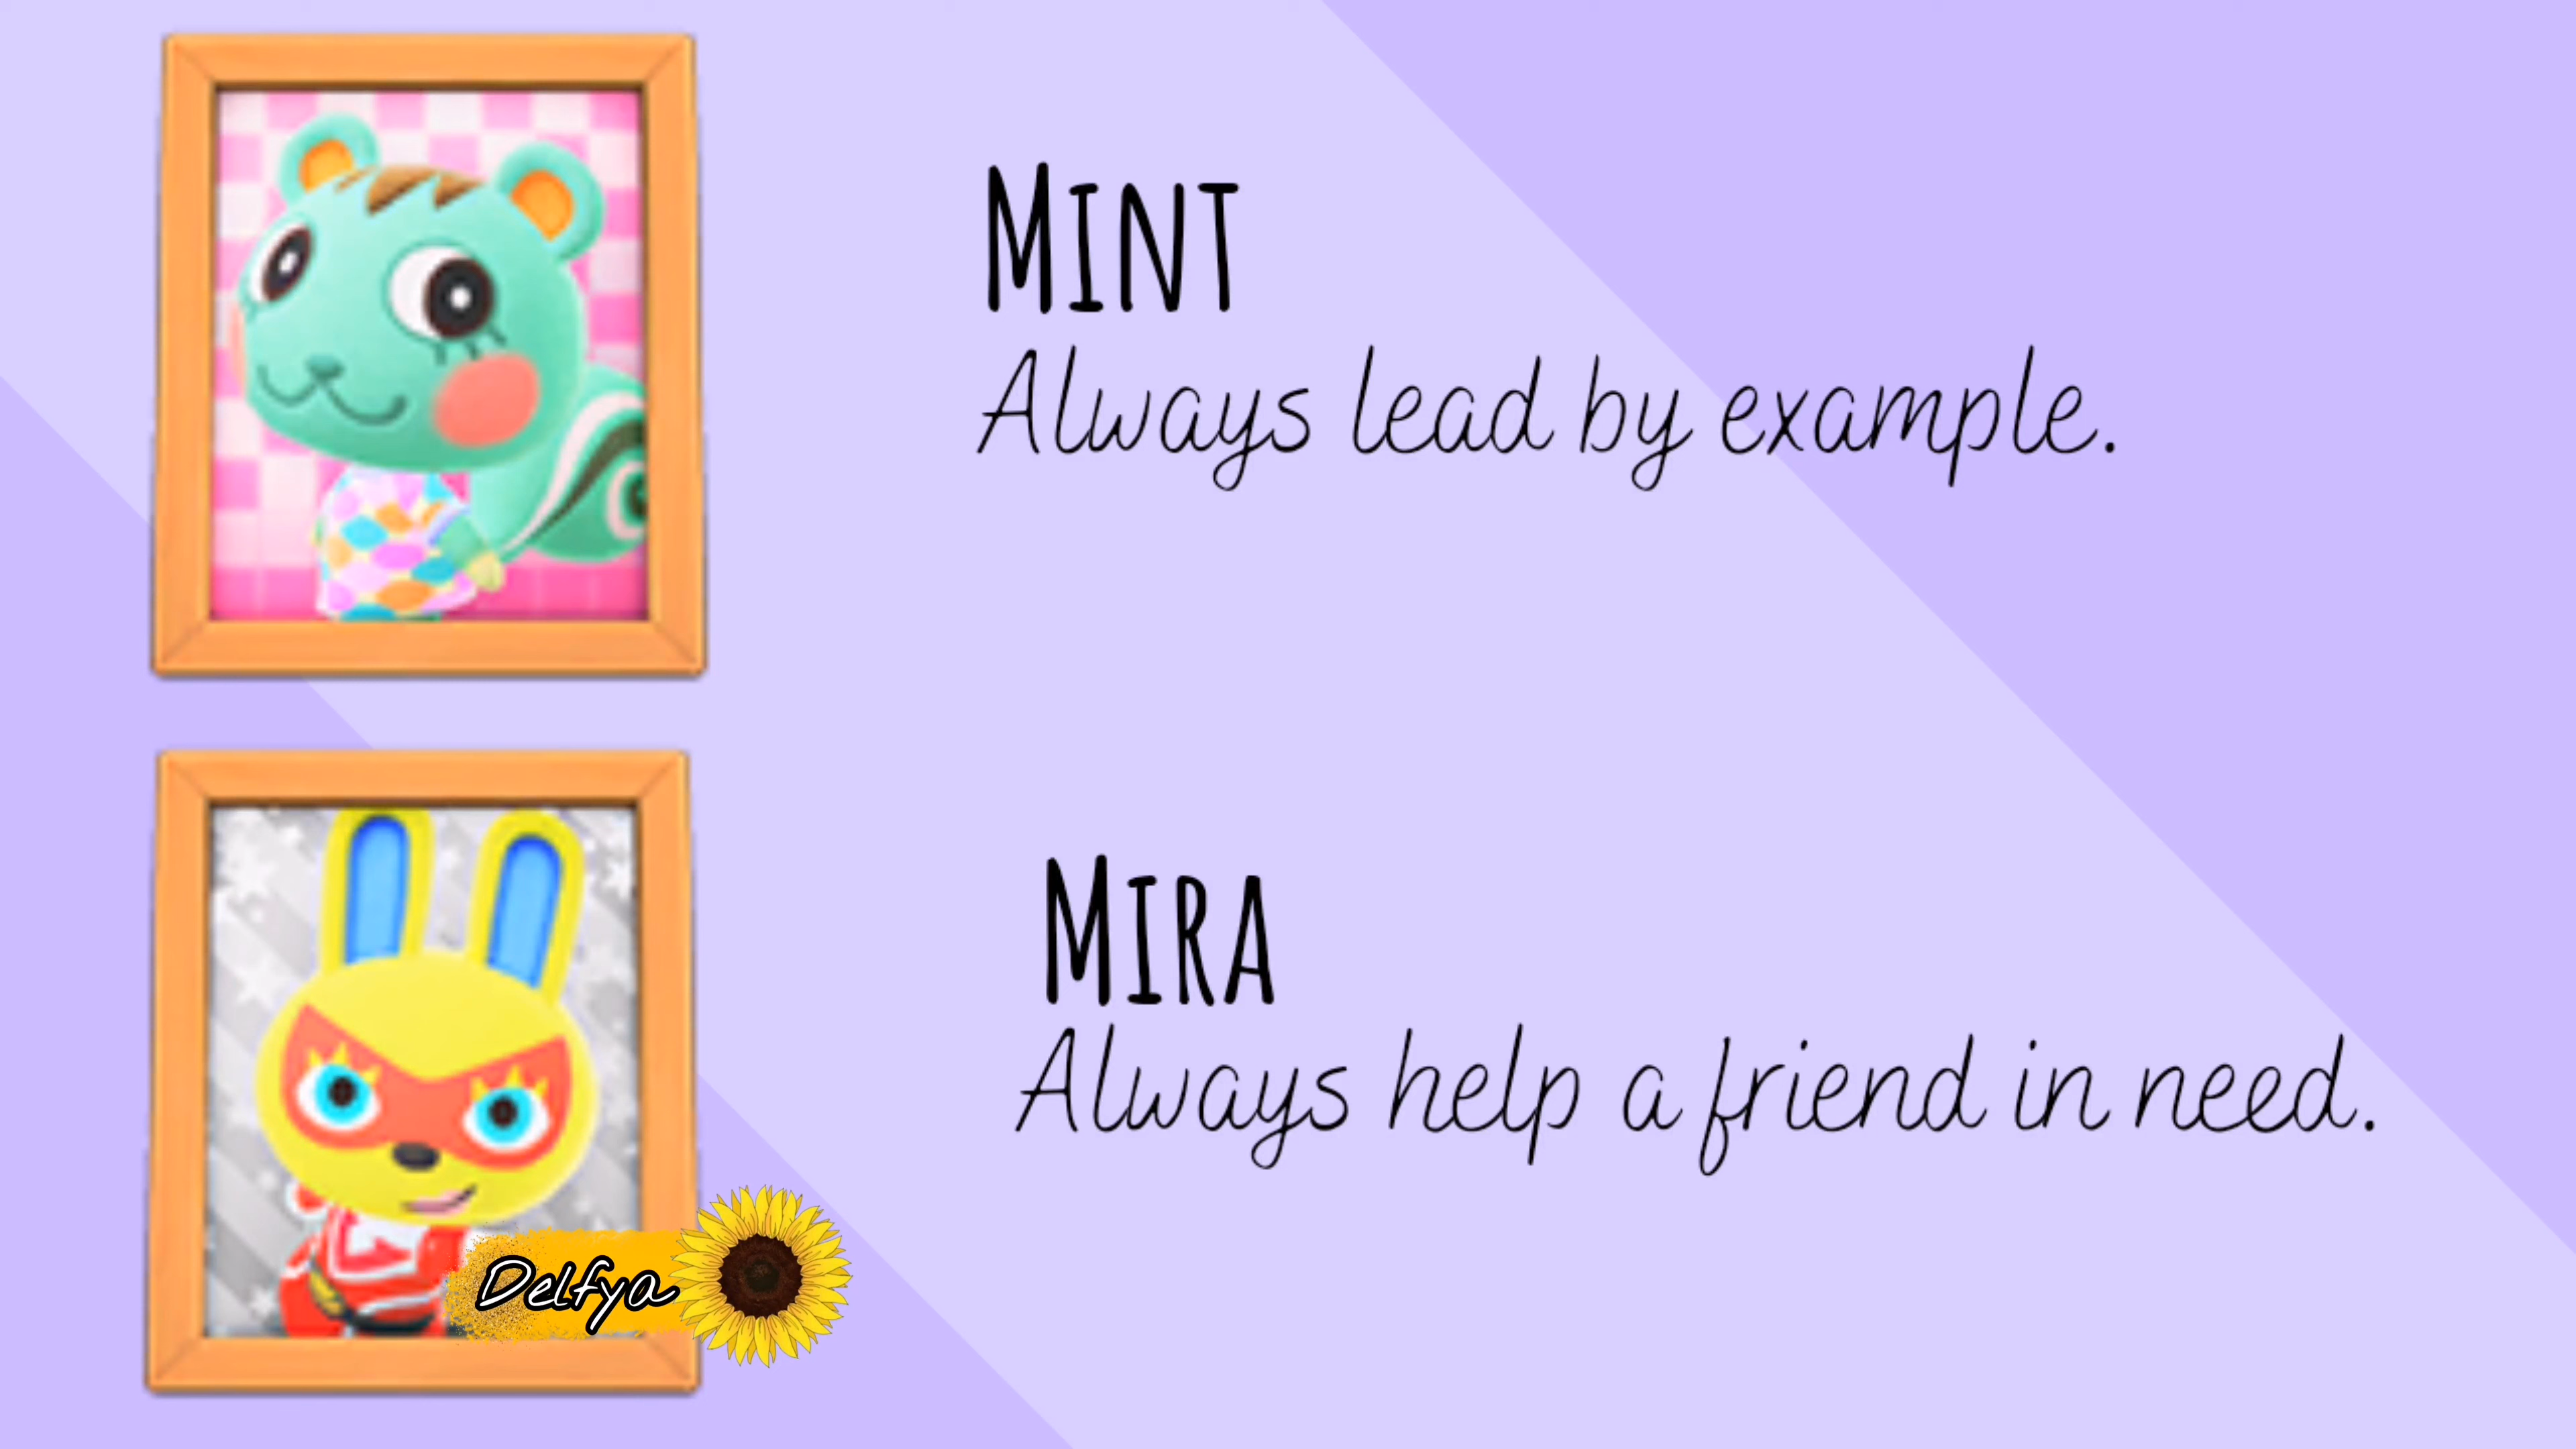 Mint
Always lead by example.
Mira
Always help a friend in need.
Delfya